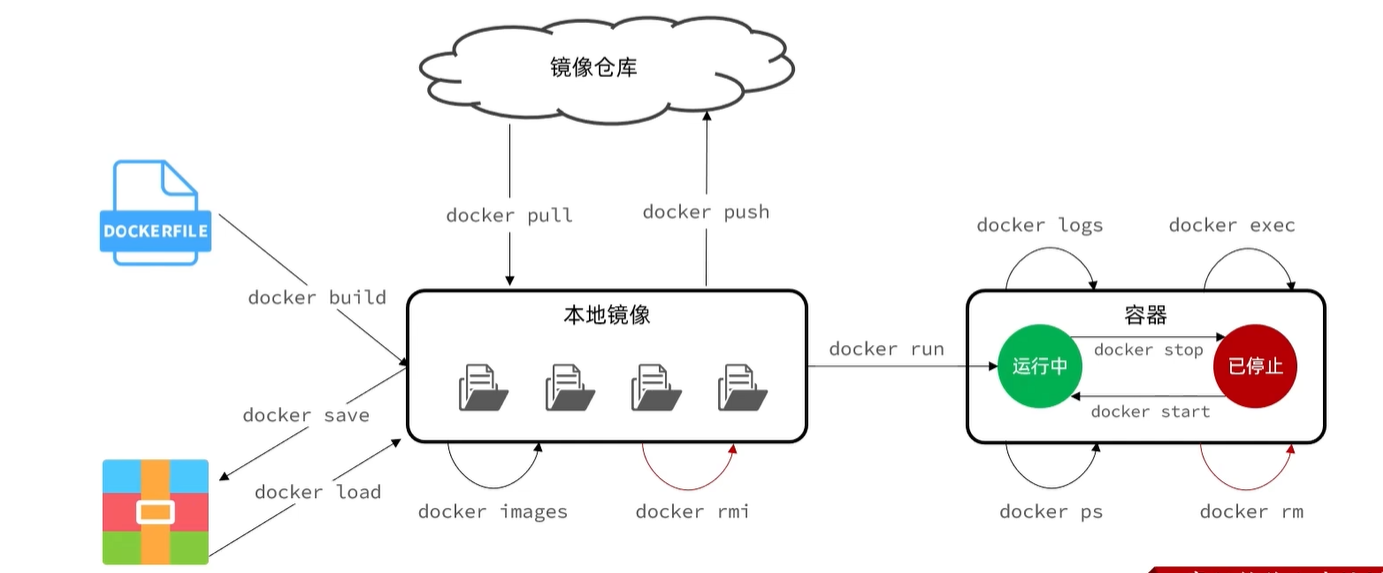 镜像仓库
docker pull
docker push
DOCKERFILE
docker logs
docker exec
docker build
本地镜像
容器
docker run
docker stop
运行中
已停止
docker start
docker save
docker load
docker images
docker rmi
docker ps
docker rm